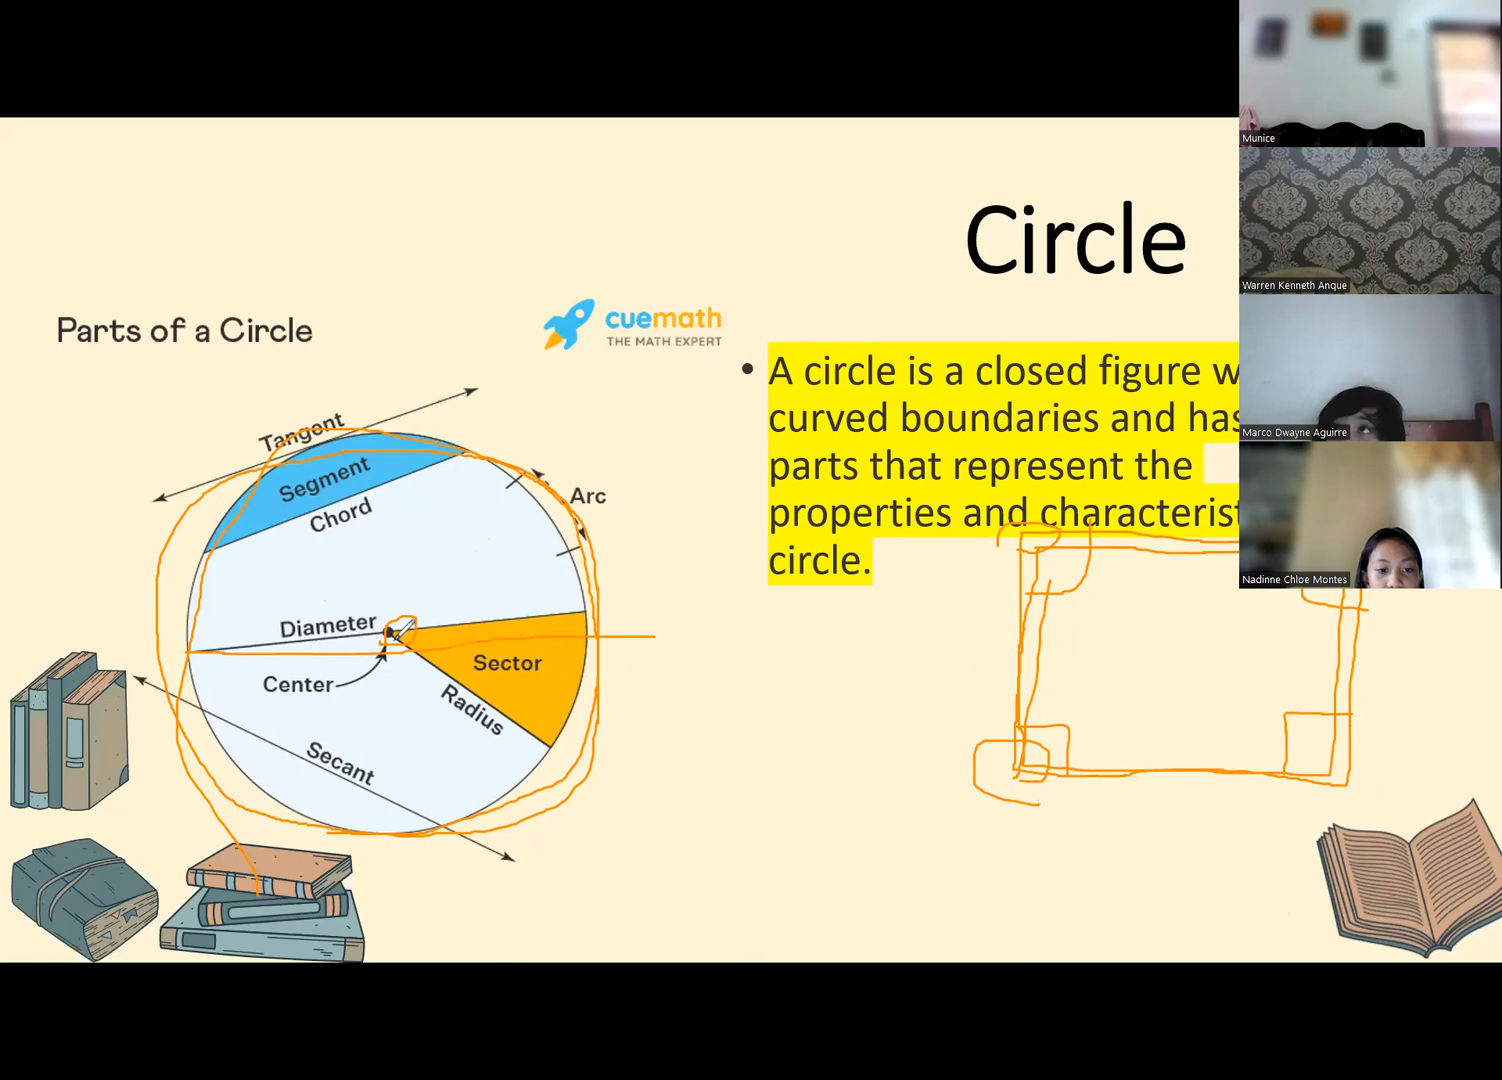 Circle
Parts of a Circle
cuemath
THE MATH EXPERT
Tangent
Segment
Chord
Arc
Diameter
Sector
Center
Radius
Secant
• A circle is a closed figure
curved boundaries and has
parts that represent the
properties and
circle.
Munice
Warren Kenneth Anque
Marco Dwayne Aguirre
Nadinne Chloe Montes